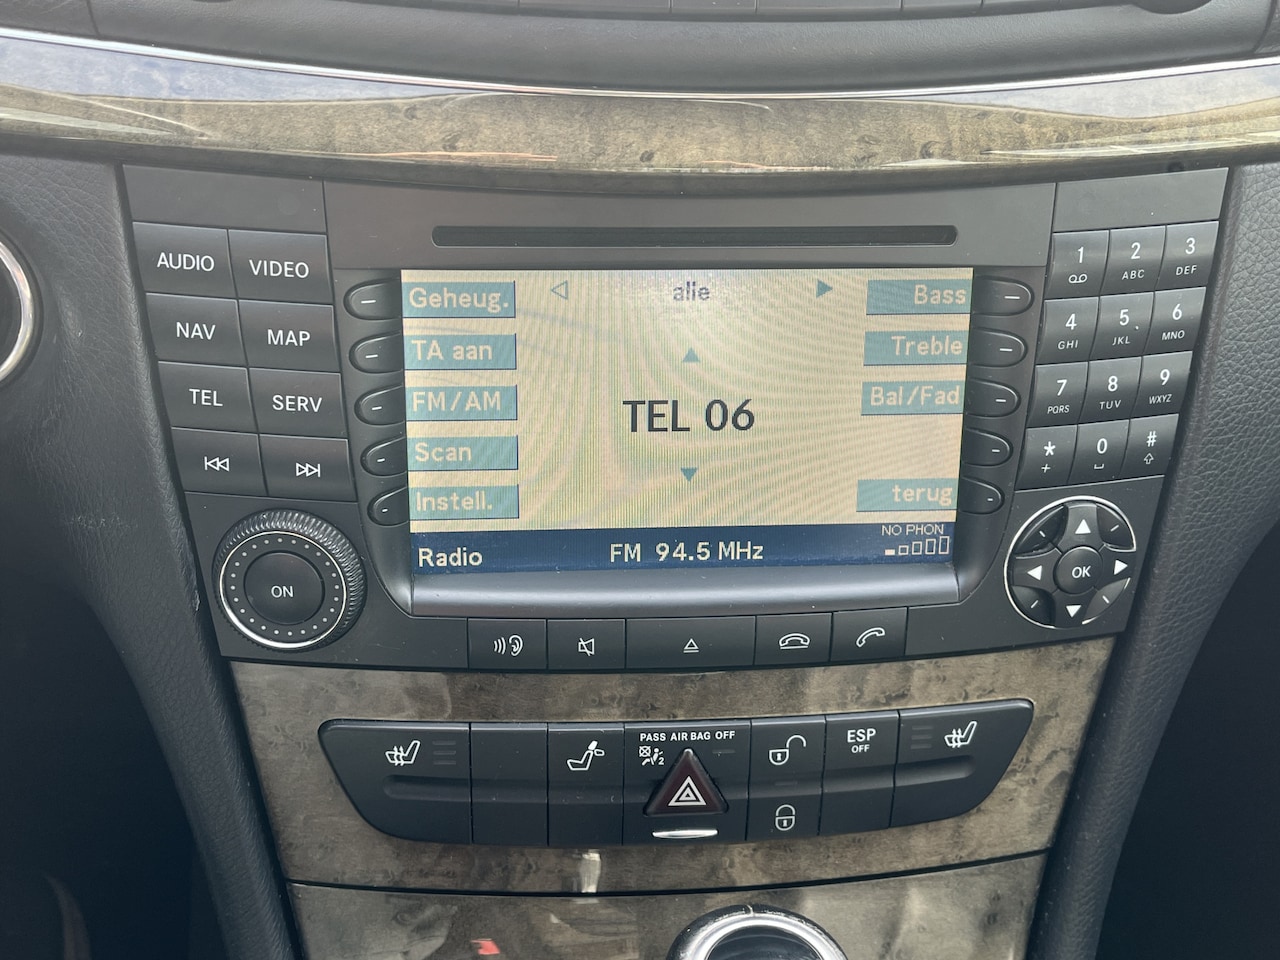 AUDIO
VIDEO
NAV
MAP
TEL
SERV
ON
Geheug.
TA aan
FM/AM
Scan
Instell.
alle
TEL 06
Bass
Treble
Bal/Fad
terug
Radio
FM 94.5 MHz
NO PHON
1
2 ABC
3 DEF
4 GHI
5 JKL
6 MNO
7 PQRS
8 TUV
9 WXYZ
* +
0
#
OK
PASS AIR BAG OFF
2
ESP
OFF